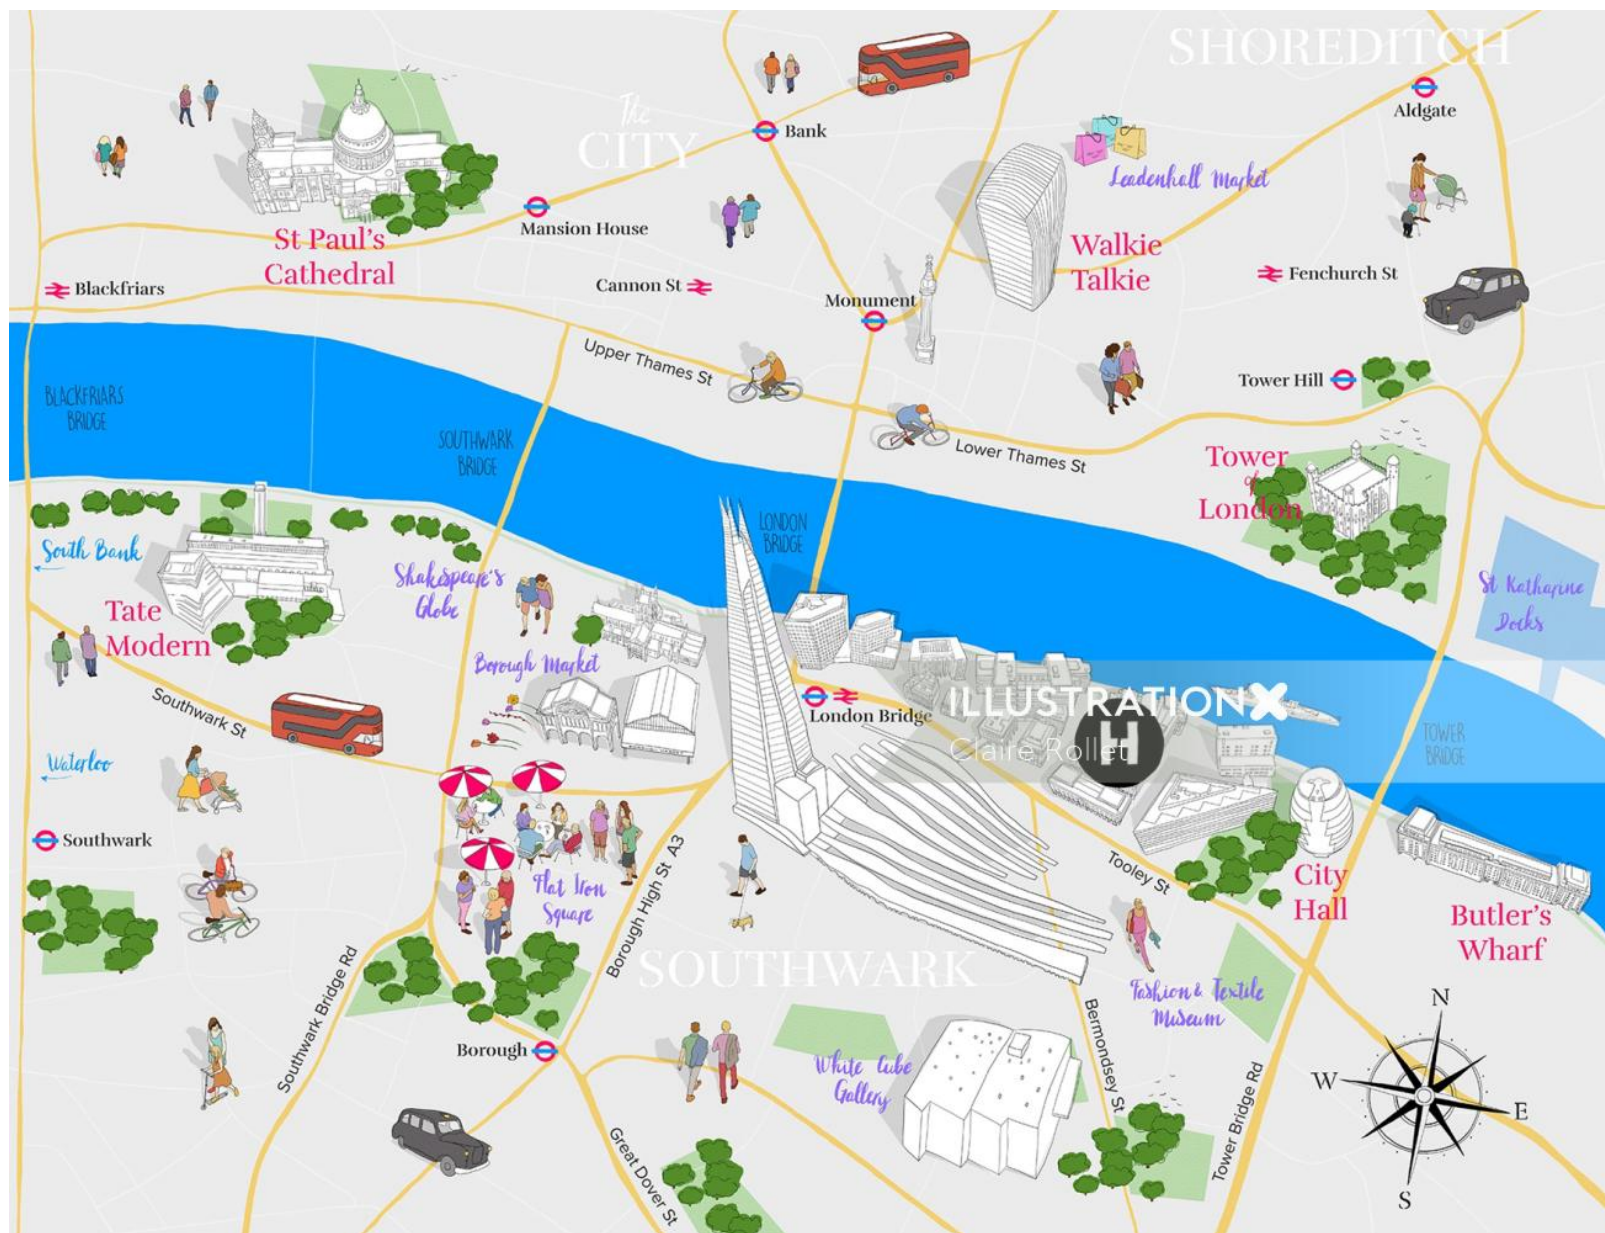 SHOREDITCH
Aldgate
The
CITY
Bank
Leadenhall Market
Mansion House
St Paul's
Cathedral
Walkie
Talkie
Blackfriars
Cannon St
Monument
Fenchurch St
Upper Thames St
Tower Hill
BLACKFRIARS
BRIDGE
SOUTHWARK
BRIDGE
Lower Thames St
Tower
of
London
LONDON
BRIDGE
South Bank
Shakespeare's
Globe
St Katharine
Docks
Tate
Modern
Borough Market
Southwark St
London Bridge
ILLUSTRATIONX
Claire Rollet
H
TOWER
BRIDGE
Waterloo
Southwark
Flat Iron
Square
Borough High St A3
Tooley St
City
Hall
Butler's
Wharf
SOUTHWARK
Southwark Bridge Rd
Fashion & Textile
Museum
Borough
White Cube
Gallery
Bermondsey St
Tower Bridge Rd
Great Dover St
N
W
E
S